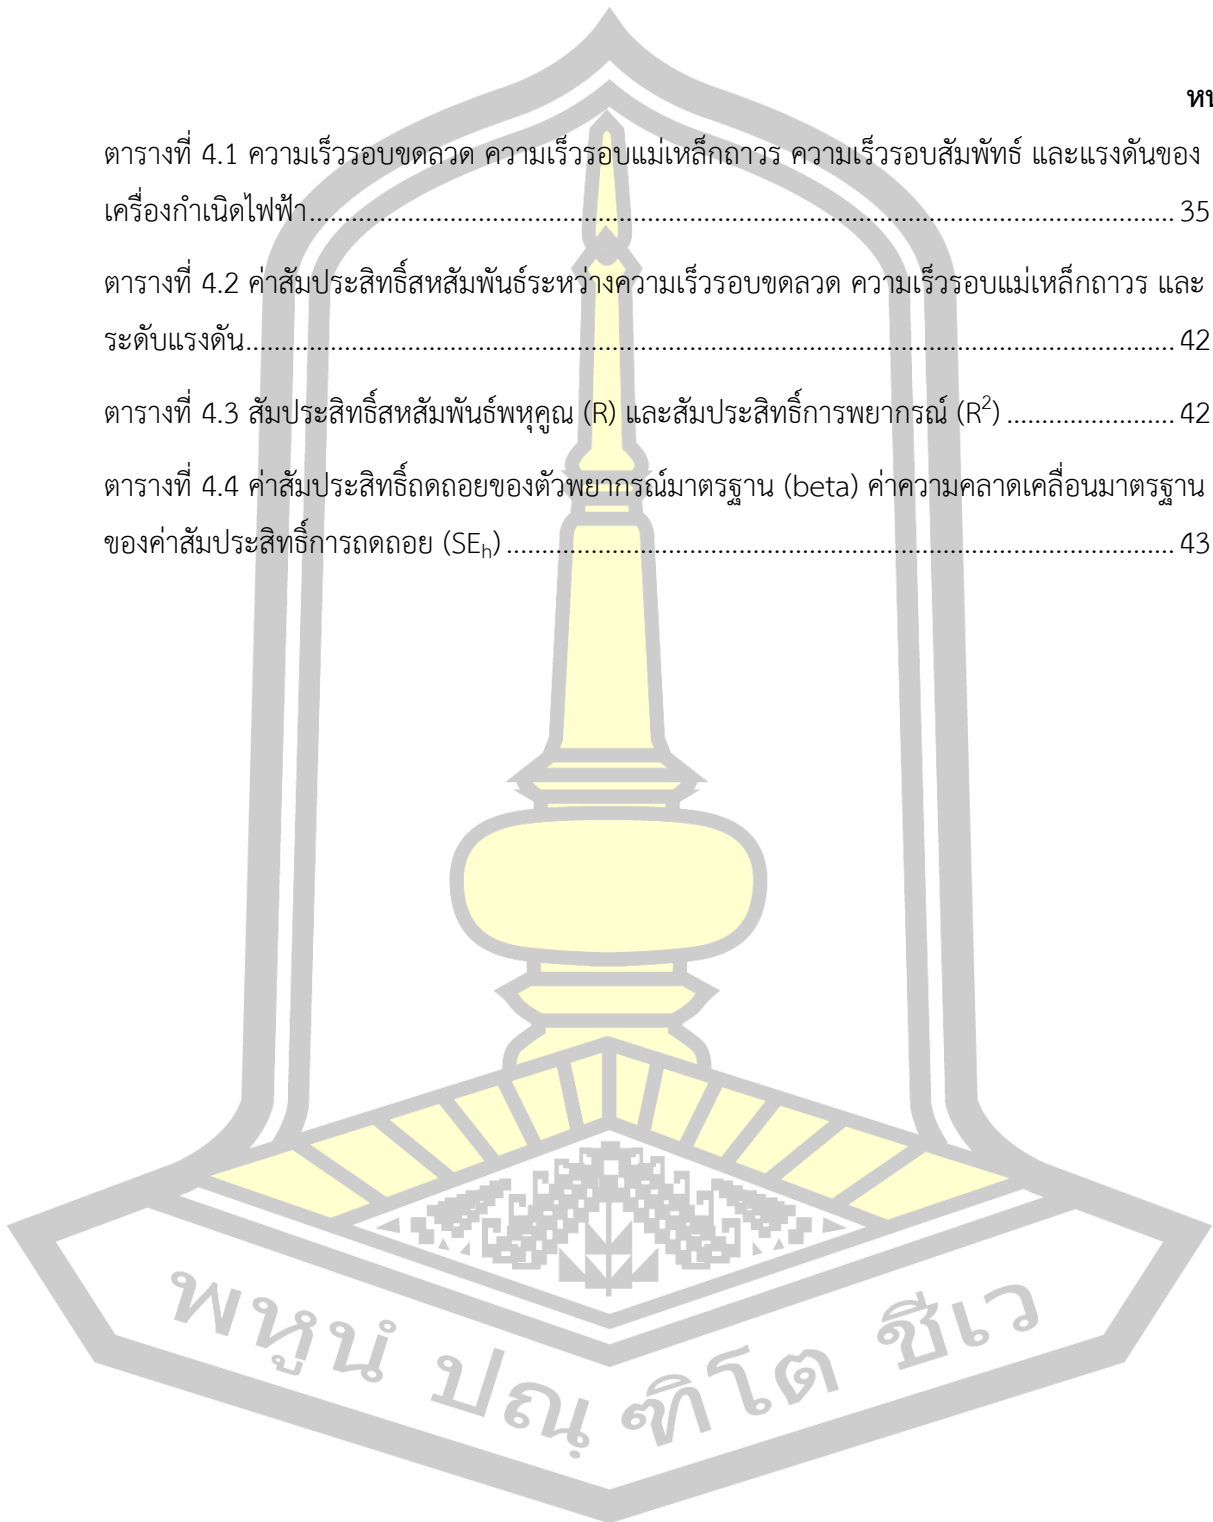 ตารางที่ 4.1 ความเร็วรอบขดลวด ความเร็วรอบแม่เหล็กถาวร ความเร็วรอบสัมพัทธ์ และแรงดันของ
เครื่องกำเนิดไฟฟ้า 35
ตารางที่ 4.2 ค่าสัมประสิทธิ์สหสัมพันธ์ระหว่างความเร็วรอบขดลวด ความเร็วรอบแม่เหล็กถาวร และ
ระดับแรงดัน 42
ตารางที่ 4.3 สัมประสิทธิ์สหสัมพันธ์พหุคูณ (R) และสัมประสิทธิ์การพยากรณ์ (R²) 42
ตารางที่ 4.4 ค่าสัมประสิทธิ์ถดถอยของตัวพยากรณ์มาตรฐาน (beta) ค่าความคลาดเคลื่อนมาตรฐาน
ของค่าสัมประสิทธิ์การถดถอย (SEₕ) 43
พหูนํ ปณฺฑิโต ชีเว